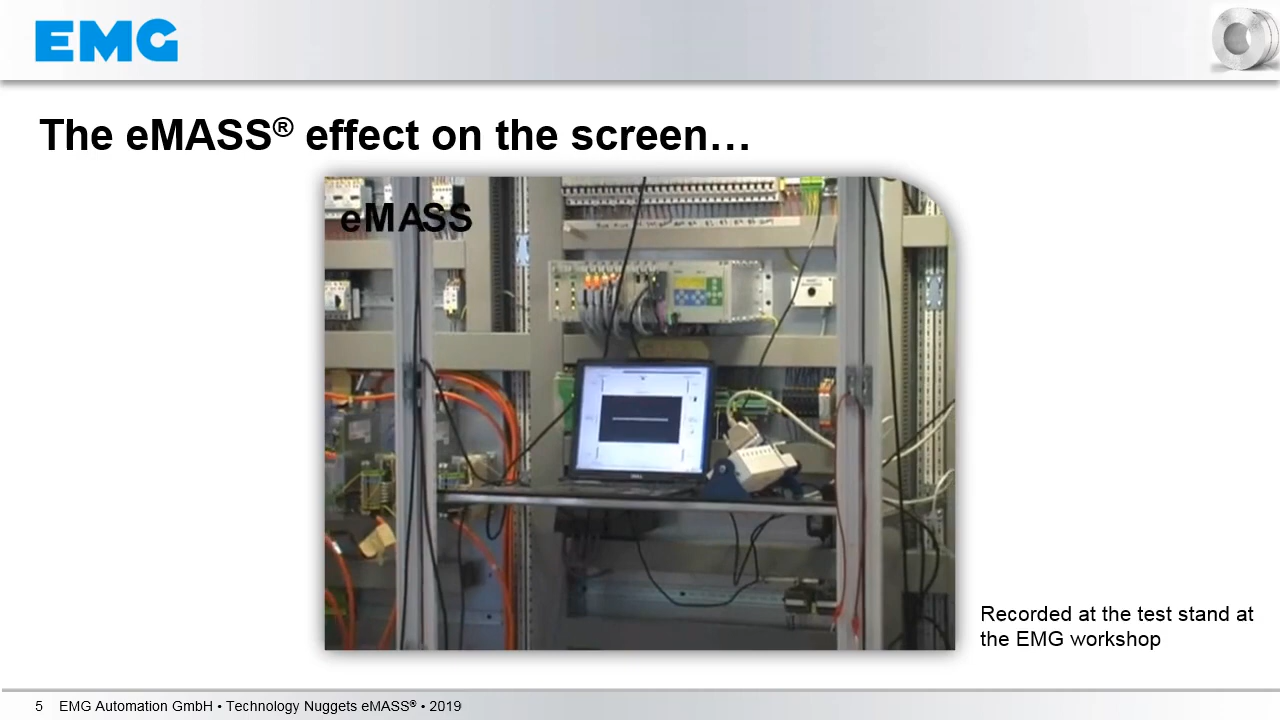 EMG
The eMASS® effect on the screen…
eMASS
Recorded at the test stand at
the EMG workshop
5 EMG Automation GmbH • Technology Nuggets eMASS® • 2019